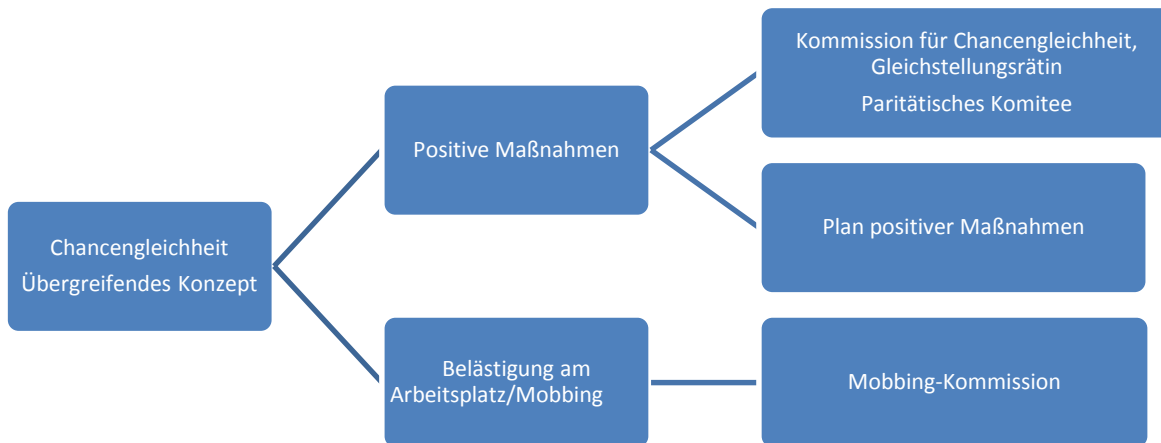 Chancengleichheit
Übergreifendes Konzept
Positive Maßnahmen
Kommission für Chancengleichheit,
Gleichstellungsrätin
Paritätisches Komitee
Plan positiver Maßnahmen
Belästigung am
Arbeitsplatz/Mobbing
Mobbing-Kommission